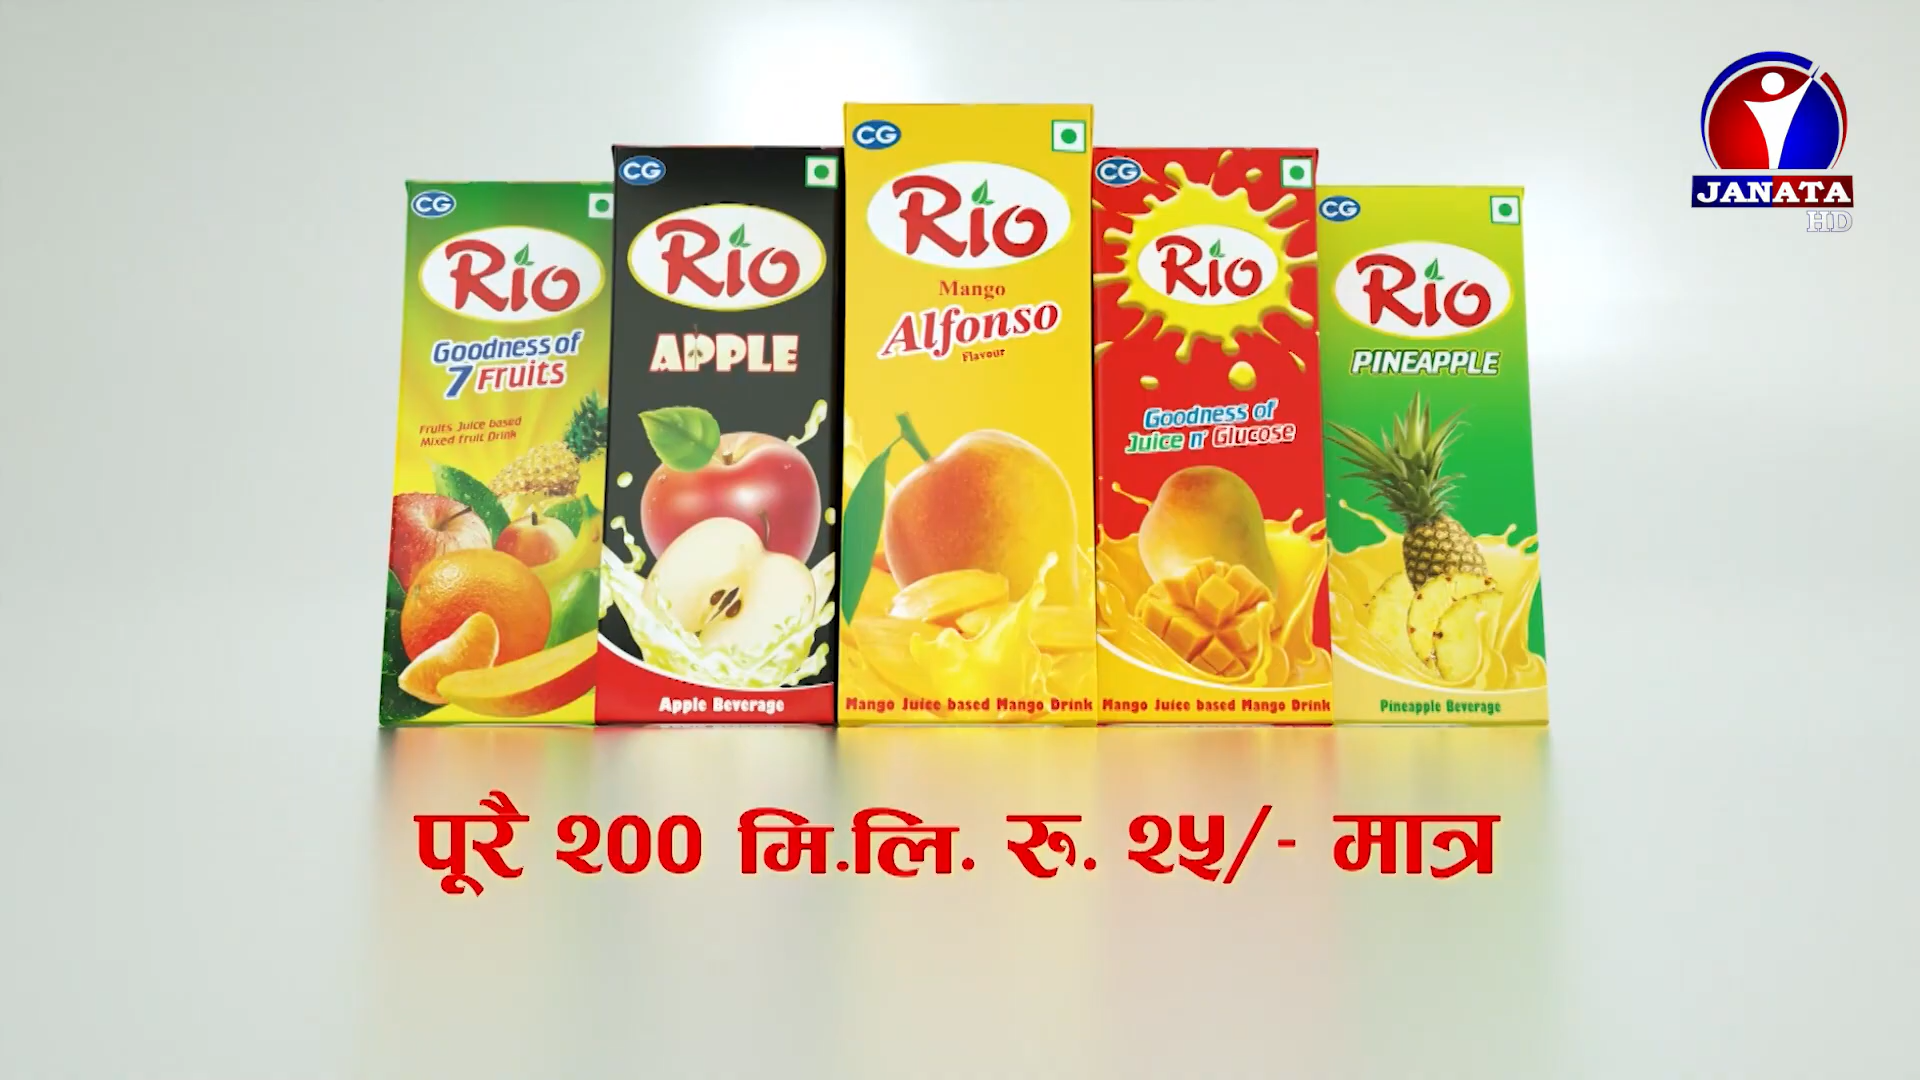 CG
Rio
Goodness of
7 Fruits
Fruits Juice based
Mixed fruit Drink
CG
Rio
APPLE
Apple Beverage
CG
Rio
Mango
Alfonso
Flavour
Mango Juice based Mango Drink
CG
Rio
Goodness of
Juice n' Glucose
Mango Juice based Mango Drink
CG
Rio
PINEAPPLE
Pineapple Beverage
JANATA
HD
पूरै २०० मि.लि. रु. २५/- मात्र